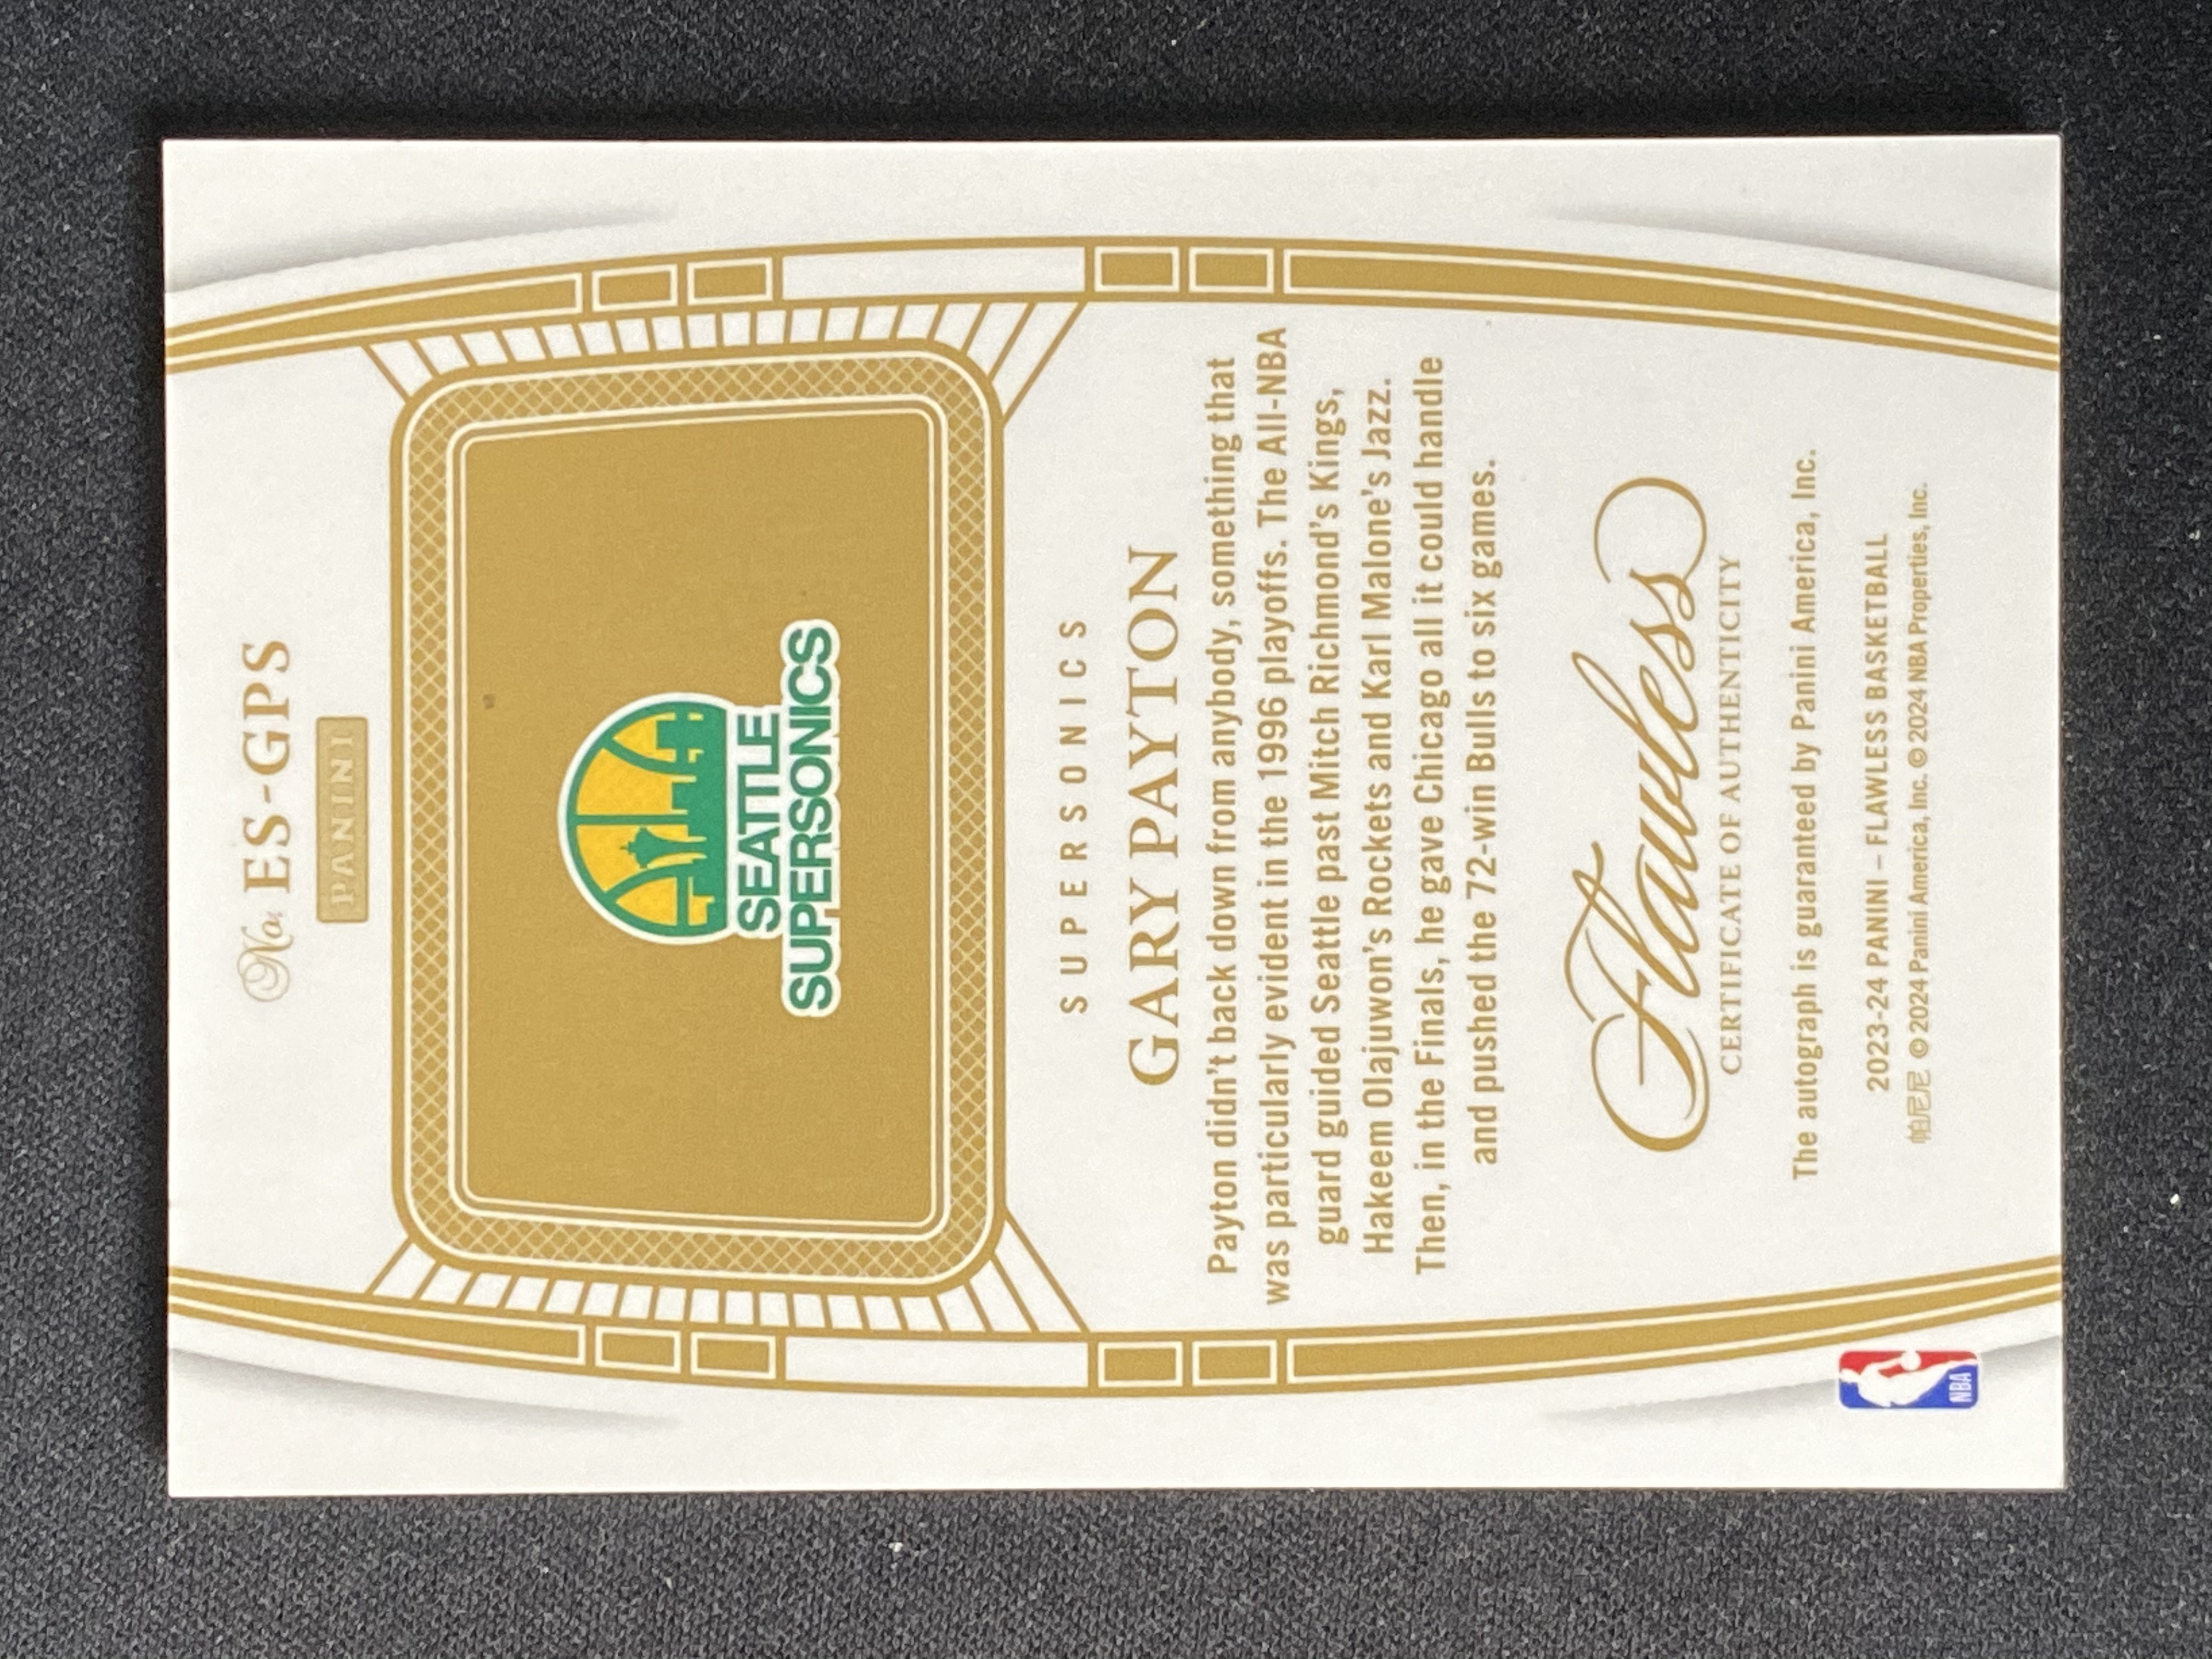 No. ES-GPS
PANINI
SEATTLE
SUPERSONICS
SUPERSONICS
GARY PAYTON
Payton didn't back down from anybody, something that
was particularly evident in the 1996 playoffs. The All-NBA
guard guided Seattle past Mitch Richmond's Kings,
Hakeem Olajuwon's Rockets and Karl Malone's Jazz.
Then, in the Finals, he gave Chicago all it could handle
and pushed the 72-win Bulls to six games.
Flawless
CERTIFICATE OF AUTHENTICITY
The autograph is guaranteed by Panini America, Inc.
2023-24 PANINI – FLAWLESS BASKETBALL
帕尼尼 © 2024 Panini America, Inc. © 2024 NBA Properties, Inc.
NBA